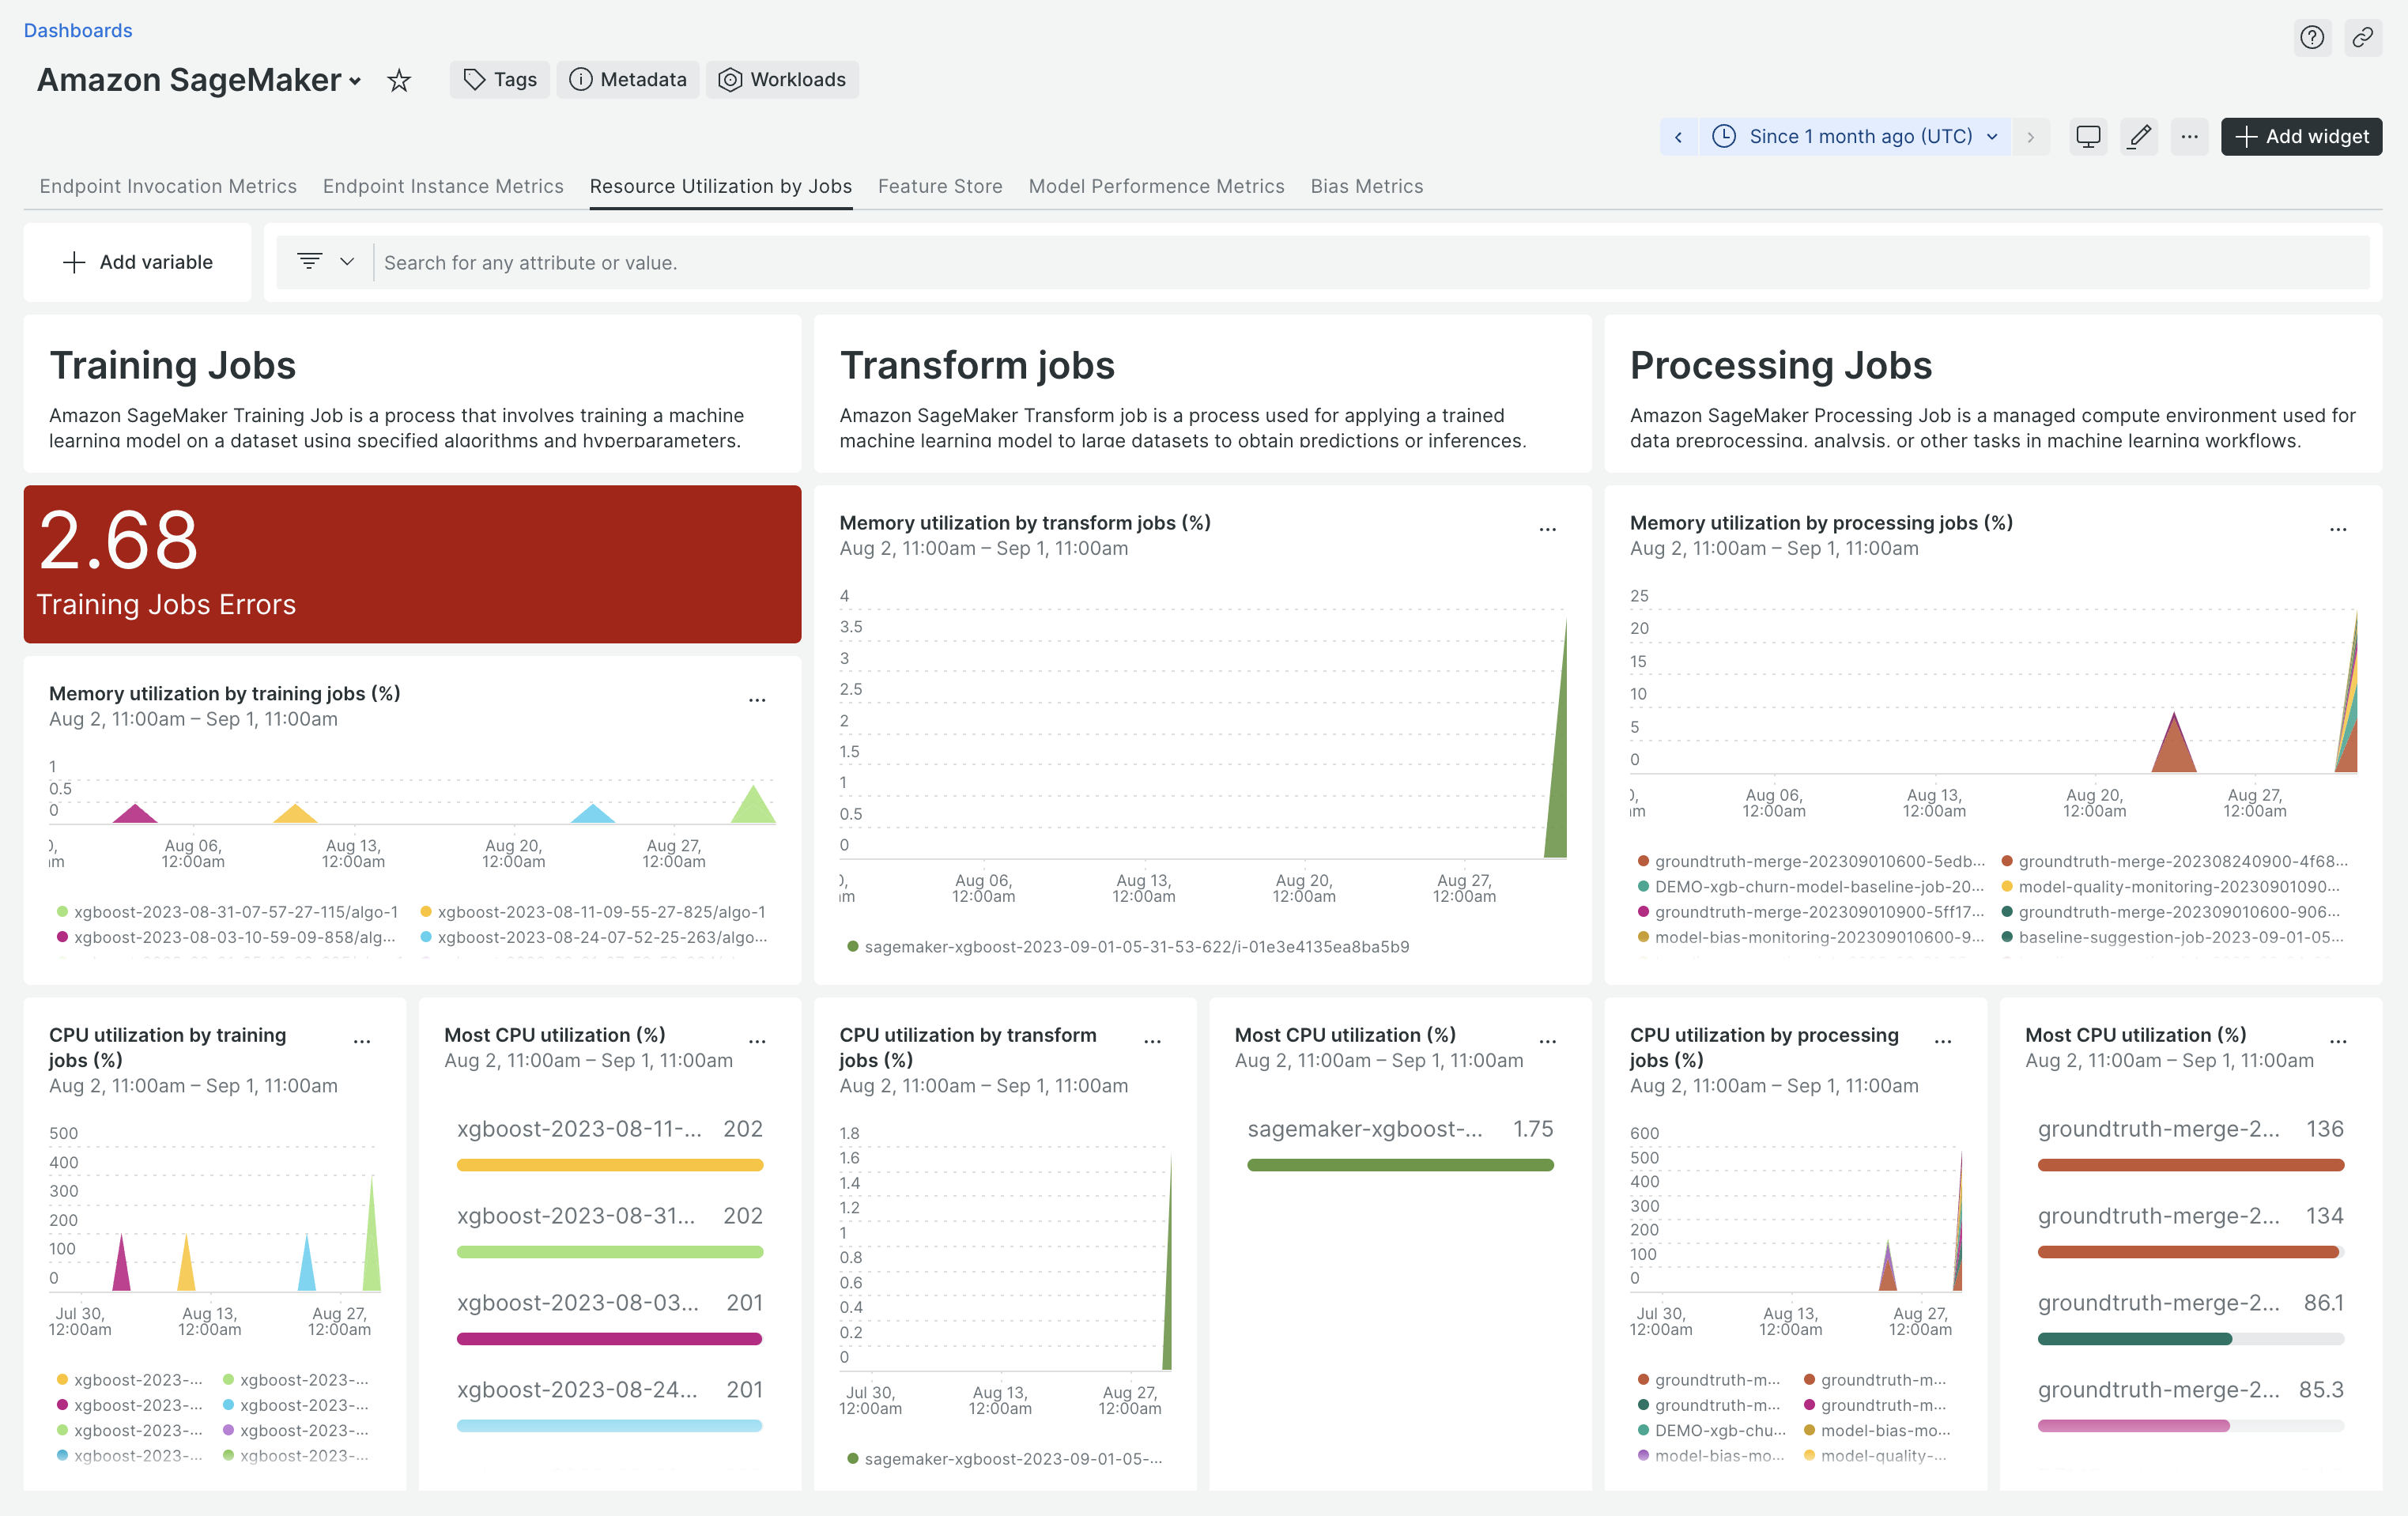 Dashboards
Amazon SageMaker
Tags
Metadata
Workloads
Since 1 month ago (UTC)
Add widget
Endpoint Invocation Metrics
Endpoint Instance Metrics
Resource Utilization by Jobs
Feature Store
Model Performence Metrics
Bias Metrics
Add variable
Search for any attribute or value.
Training Jobs
Amazon SageMaker Training Job is a process that involves training a machine
learning model on a dataset using specified algorithms and hyperparameters.
Transform jobs
Amazon SageMaker Transform job is a process used for applying a trained
machine learning model to large datasets to obtain predictions or inferences.
Processing Jobs
Amazon SageMaker Processing Job is a managed compute environment used for
data preprocessing, analysis, or other tasks in machine learning workflows.
2.68
Training Jobs Errors
Memory utilization by training jobs (%)
Aug 2, 11:00am – Sep 1, 11:00am
1
0.5
0
0,
am
Aug 06,
12:00am
Aug 13,
12:00am
Aug 20,
12:00am
Aug 27,
12:00am
xgboost-2023-08-31-07-57-27-115/algo-1
xgboost-2023-08-11-09-55-27-825/algo-1
xgboost-2023-08-03-10-59-09-858/alg...
xgboost-2023-08-24-07-52-25-263/algo...
Memory utilization by transform jobs (%)
Aug 2, 11:00am – Sep 1, 11:00am
4
3.5
3
2.5
2
1.5
1
0.5
0
0,
am
Aug 06,
12:00am
Aug 13,
12:00am
Aug 20,
12:00am
Aug 27,
12:00am
sagemaker-xgboost-2023-09-01-05-31-53-622/i-01e3e4135ea8ba5b9
Memory utilization by processing jobs (%)
Aug 2, 11:00am – Sep 1, 11:00am
25
20
15
10
5
0
0,
am
Aug 06,
12:00am
Aug 13,
12:00am
Aug 20,
12:00am
Aug 27,
12:00am
groundtruth-merge-202309010600-5edb...
groundtruth-merge-202308240900-4f68...
DEMO-xgb-churn-model-baseline-job-20...
model-quality-monitoring-20230901090...
groundtruth-merge-202309010900-5ff17...
groundtruth-merge-202309010600-906...
model-bias-monitoring-202309010600-9...
baseline-suggestion-job-2023-09-01-05...
CPU utilization by training
jobs (%)
Aug 2, 11:00am – Sep 1, 11:00am
500
400
300
200
100
0
Jul 30,
12:00am
Aug 13,
12:00am
Aug 27,
12:00am
xgboost-2023-...
xgboost-2023-...
xgboost-2023-...
xgboost-2023-...
xgboost-2023-...
xgboost-2023-...
xgboost-2023-...
xgboost-2023-...
Most CPU utilization (%)
Aug 2, 11:00am – Sep 1, 11:00am
xgboost-2023-08-11-... 202
xgboost-2023-08-31... 202
xgboost-2023-08-03... 201
xgboost-2023-08-24... 201
CPU utilization by transform
jobs (%)
Aug 2, 11:00am – Sep 1, 11:00am
1.8
1.6
1.4
1.2
1
0.8
0.6
0.4
0.2
0
Jul 30,
12:00am
Aug 13,
12:00am
Aug 27,
12:00am
sagemaker-xgboost-2023-09-01-05-...
Most CPU utilization (%)
Aug 2, 11:00am – Sep 1, 11:00am
sagemaker-xgboost-... 1.75
CPU utilization by processing
jobs (%)
Aug 2, 11:00am – Sep 1, 11:00am
600
500
400
300
200
100
0
Jul 30,
12:00am
Aug 13,
12:00am
Aug 27,
12:00am
groundtruth-m...
groundtruth-m...
groundtruth-m...
groundtruth-m...
DEMO-xgb-chu...
model-bias-mo...
model-bias-mo...
model-quality-...
Most CPU utilization (%)
Aug 2, 11:00am – Sep 1, 11:00am
groundtruth-merge-2... 136
groundtruth-merge-2... 134
groundtruth-merge-2... 86.1
groundtruth-merge-2... 85.3